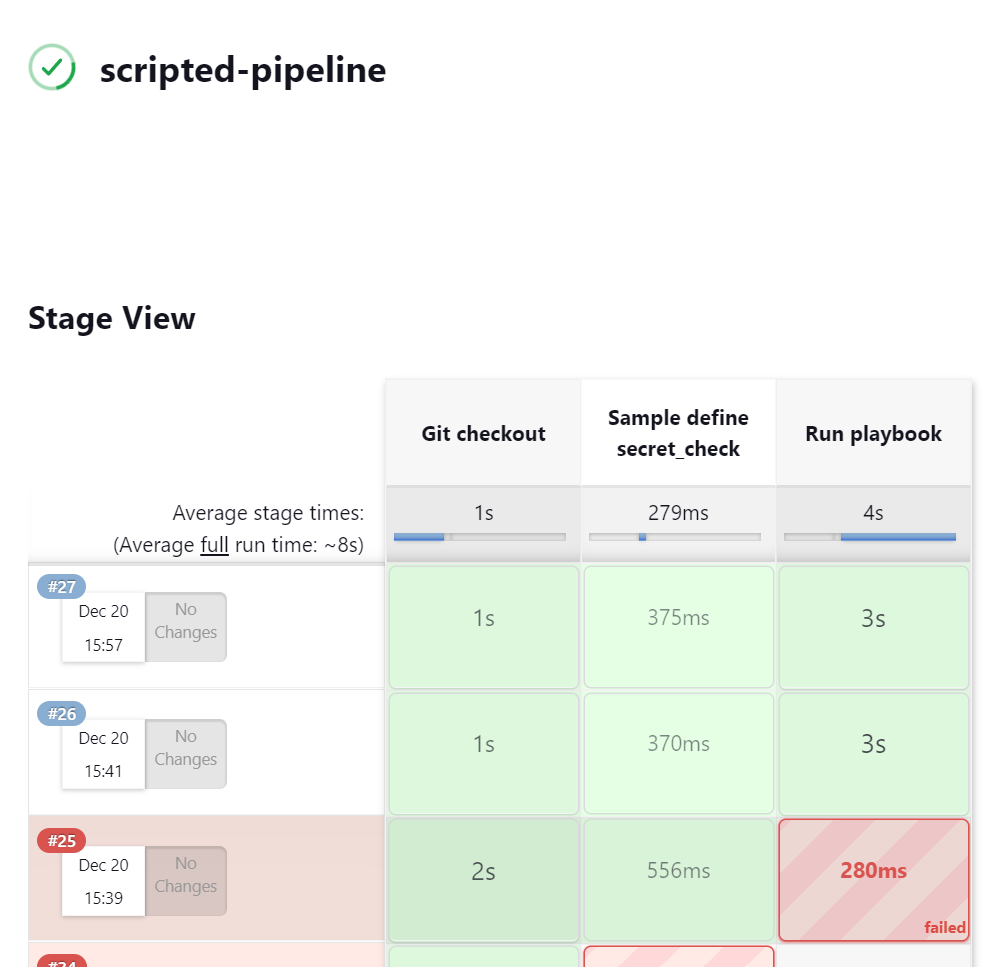 scripted-pipeline
Stage View
Git checkout
Sample define
secret_check
Run playbook
Average stage times:
(Average full run time: ~8s)
1s
279ms
4s
#27
Dec 20
15:57
No
Changes
1s
375ms
3s
#26
Dec 20
15:41
No
Changes
1s
370ms
3s
#25
Dec 20
15:39
No
Changes
2s
556ms
280ms
failed
#24